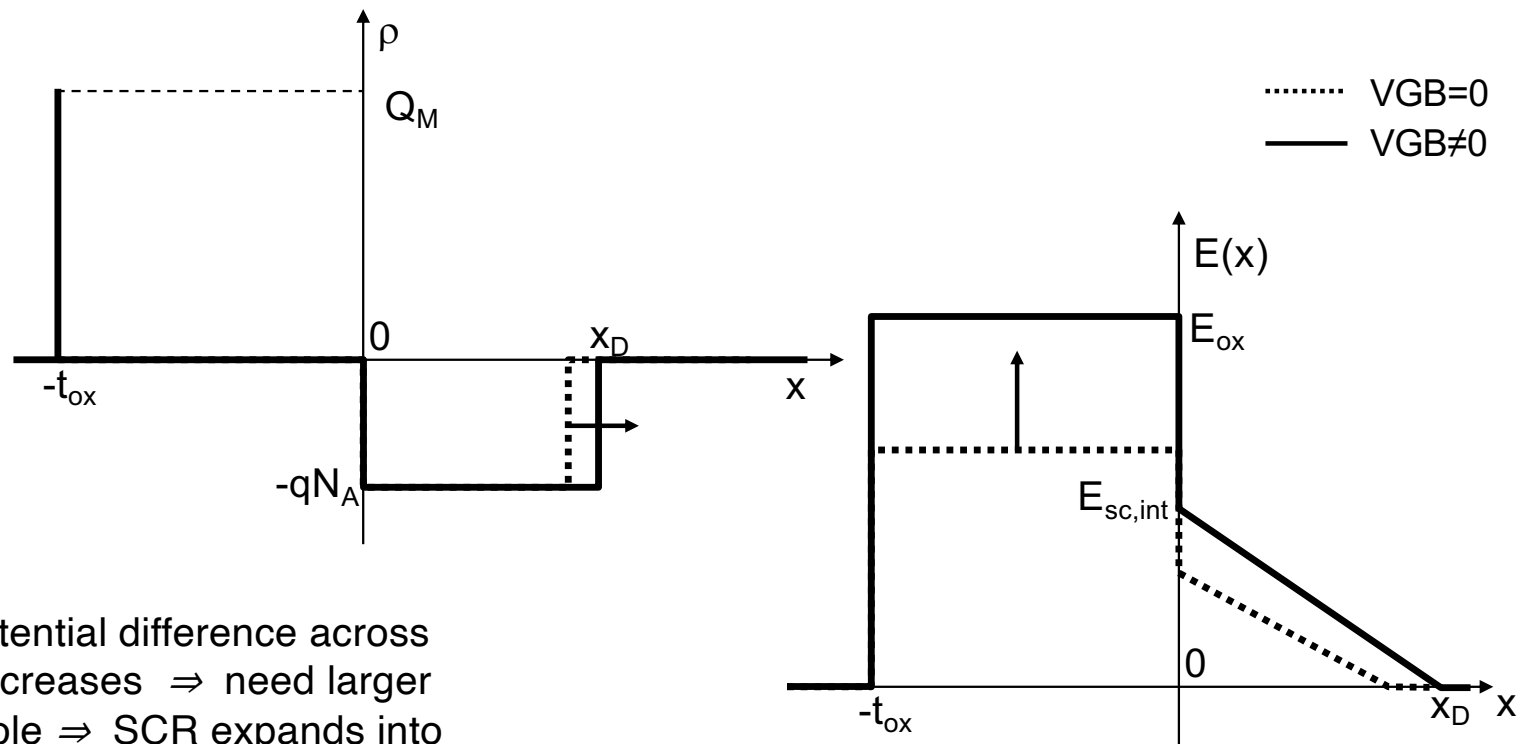 ρ
Q_M
0
x_D
-t_ox
x
-qN_A
VGB=0
VGB≠0
E(x)
E_ox
E_sc,int
0
-t_ox
x_D
x
tential difference across
creases ⇒ need larger
ble ⇒ SCR expands into